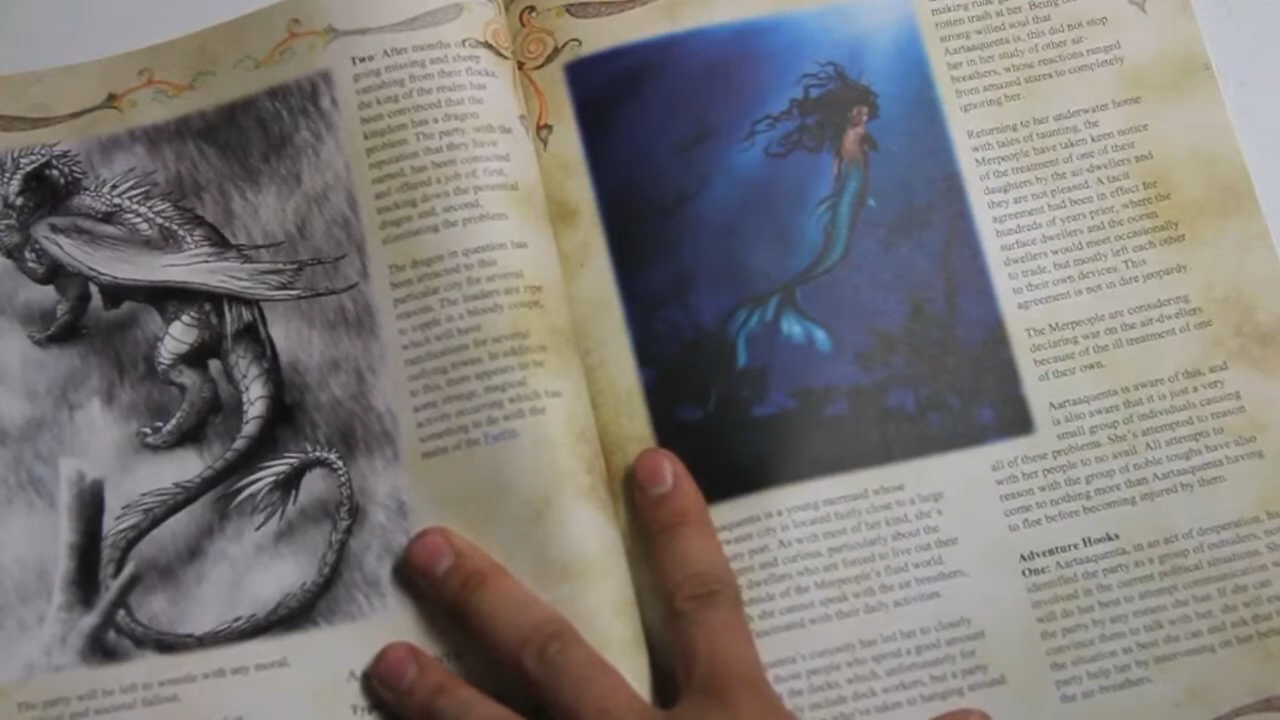 Two: After months of
going missing and sheep
vanishing from their flocks,
the king of the realm has
been convinced that the
kingdom has a dragon
problem. The party, with the
reputation that they have
earned, has been contacted
and offered a job of, first,
tracking down the potential
dragon and, second,
eliminating the problem.
The dragon in question has
been attracted to this
particular city for several
reasons. The leaders are ripe
to topple in a bloody coupe,
which will have
ramifications for several
outlying towns. In addition
to this, there appears to be
some strange, magical
activity occurring which has
something to do with the
realm of the
The party will be left to wrestle with any moral,
and societal fallout.
making rude
rotten trash at her. Being the
strong-willed soul that
Aartaaquenta is, this did not stop
her in her study of other air-
breathers, whose reactions ranged
from amazed stares to completely
ignoring her.
Returning to her underwater home
with tales of taunting, the
Merpeople have taken keen notice
of the treatment of one of their
daughters by the air-dwellers and
they are not pleased. A tacit
agreement had been in effect for
hundreds of years prior, where the
surface dwellers and the ocean
dwellers would meet occasionally
to trade, but mostly left each other
to their own devices. This
agreement is not in dire jeopardy.
The Merpeople are considering
declaring war on the air-dwellers
because of the ill treatment of one
of their own.
Aartaaquenta is aware of this, and
is also aware that it is just a very
small group of individuals causing
all of these problems. She's attempted to reason
with her people to no avail. All attempts to
reason with the group of noble toughs have also
come to nothing more than Aartaaquenta having
to flee before becoming injured by them.
Adventure Hooks
One: Aartaaquenta, in an act of desperation, has
identified the party as a group of outsiders, not
involved in the current political situations. She
will do her best to attempt communication with
the party by any means she has. If she can
convince them to talk with her, she will
the situation as best she can and ask that
party help her by intervening on her
the air-breathers.
is a young mermaid whose
city is located fairly close to a large
port. As with most of her kind, she's
and curious, particularly about the
dwellers who are forced to live out their
of the Merpeople's fluid world.
she cannot speak with the air breathers,
fascinated with their daily activities.
curiosity has led her to closely
those people who spend a good amount
the docks, which, unfortunately for
include dock workers, but a party
who've taken to hanging around